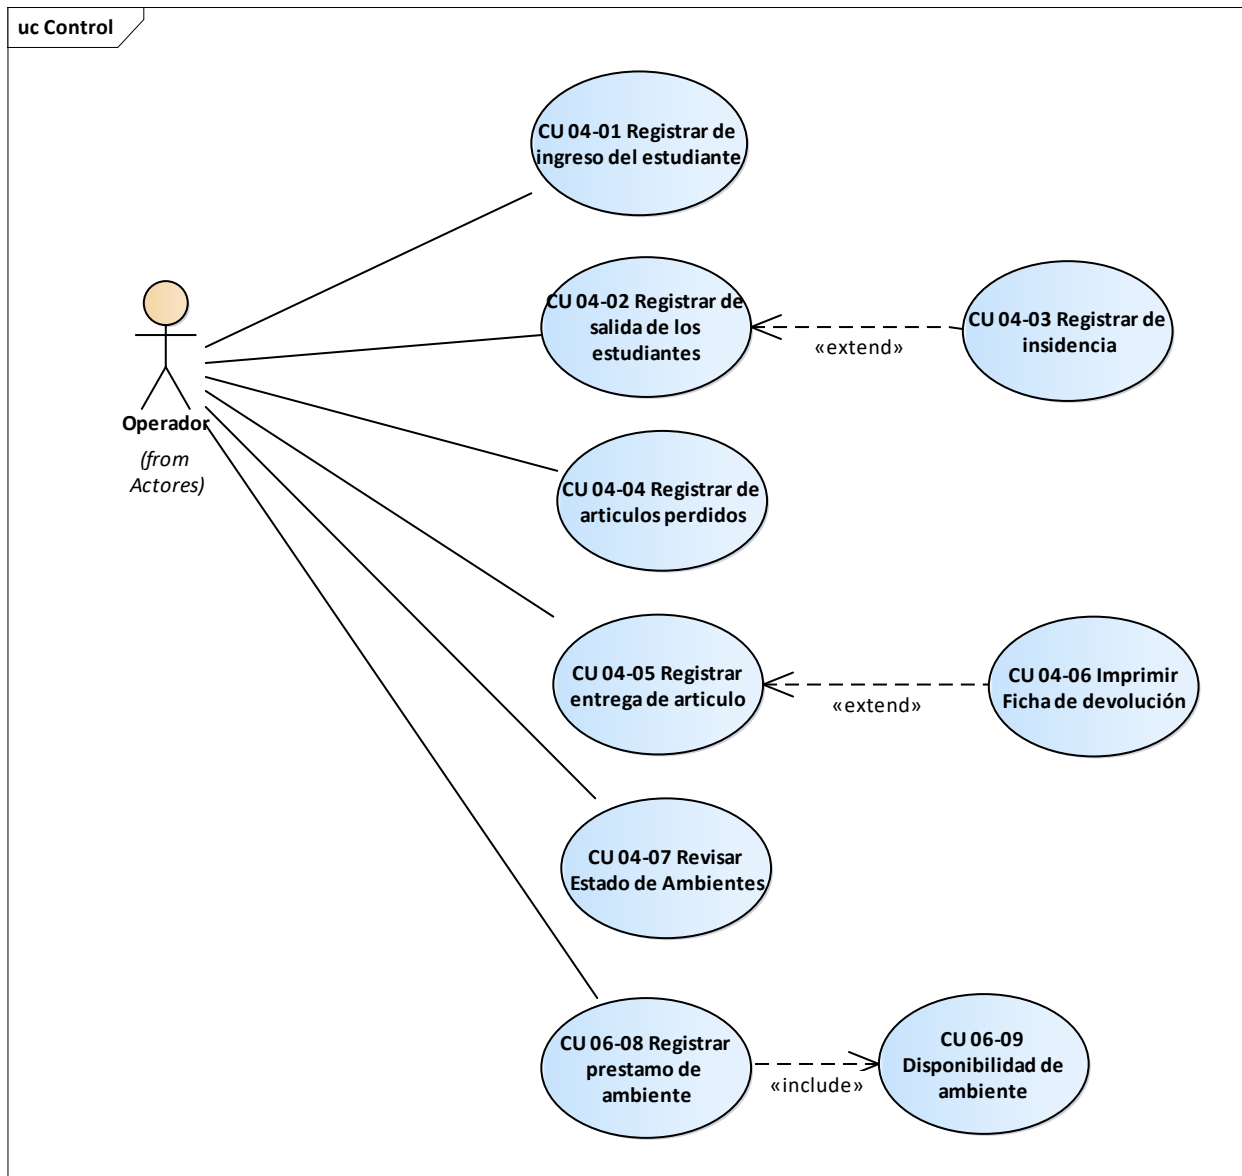 uc Control
CU 04-01 Registrar de
ingreso del estudiante
CU 04-02 Registrar de
salida de los
estudiantes
«extend»
CU 04-03 Registrar de
insidencia
Operador
(from
Actores)
CU 04-04 Registrar de
articulos perdidos
CU 04-05 Registrar
entrega de articulo
«extend»
CU 04-06 Imprimir
Ficha de devolución
CU 04-07 Revisar
Estado de Ambientes
CU 06-08 Registrar
prestamo de
ambiente
«include»
CU 06-09
Disponibilidad de
ambiente